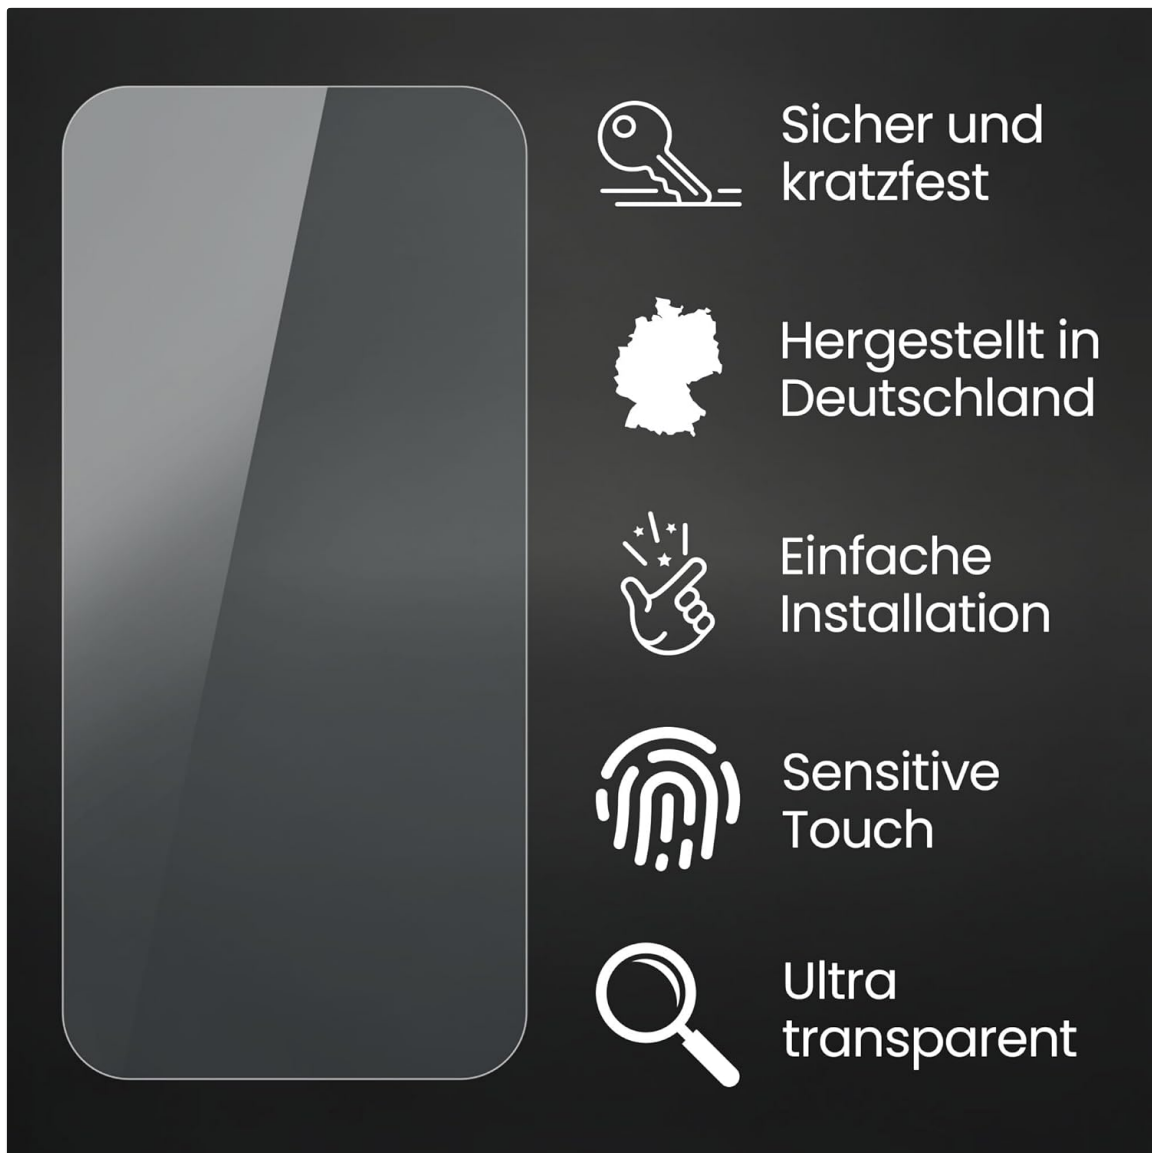 Sicher und
kratzfest
Hergestellt in
Deutschland
Einfache
Installation
Sensitive
Touch
Ultra
transparent